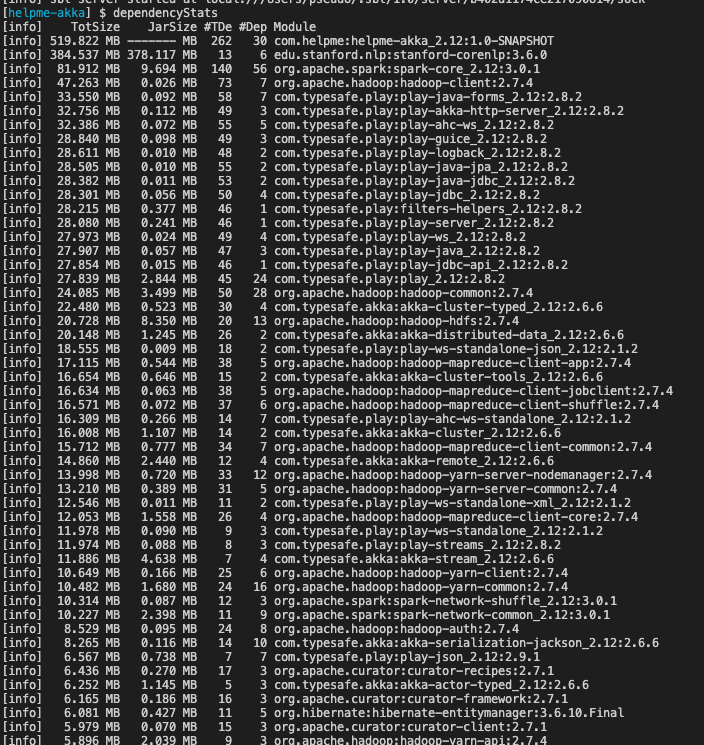 [helpme-akka] $ dependencyStats
[info]    TotSize    JarSize #TDe #Dep Module
[info]  519.822 MB ------- MB  262   30 com.helpme:helpme-akka_2.12:1.0-SNAPSHOT
[info]  384.537 MB 378.117 MB   13    6 edu.stanford.nlp:stanford-corenlp:3.6.0
[info]   81.912 MB   9.694 MB  140   56 org.apache.spark:spark-core_2.12:3.0.1
[info]   47.263 MB   0.026 MB   73    7 org.apache.hadoop:hadoop-client:2.7.4
[info]   33.550 MB   0.092 MB   58    7 com.typesafe.play:play-java-forms_2.12:2.8.2
[info]   32.756 MB   0.112 MB   49    3 com.typesafe.play:play-akka-http-server_2.12:2.8.2
[info]   32.386 MB   0.072 MB   55    5 com.typesafe.play:play-ahc-ws_2.12:2.8.2
[info]   28.840 MB   0.098 MB   49    3 com.typesafe.play:play-guice_2.12:2.8.2
[info]   28.611 MB   0.010 MB   48    2 com.typesafe.play:play-logback_2.12:2.8.2
[info]   28.505 MB   0.010 MB   55    2 com.typesafe.play:play-java-jpa_2.12:2.8.2
[info]   28.382 MB   0.011 MB   53    2 com.typesafe.play:play-java-jdbc_2.12:2.8.2
[info]   28.301 MB   0.056 MB   50    4 com.typesafe.play:play-jdbc_2.12:2.8.2
[info]   28.215 MB   0.377 MB   46    1 com.typesafe.play:filters-helpers_2.12:2.8.2
[info]   28.080 MB   0.241 MB   46    1 com.typesafe.play:play-server_2.12:2.8.2
[info]   27.973 MB   0.024 MB   49    4 com.typesafe.play:play-ws_2.12:2.8.2
[info]   27.907 MB   0.057 MB   47    3 com.typesafe.play:play-java_2.12:2.8.2
[info]   27.854 MB   0.015 MB   46    1 com.typesafe.play:play-jdbc-api_2.12:2.8.2
[info]   27.839 MB   2.844 MB   45   24 com.typesafe.play:play_2.12:2.8.2
[info]   24.085 MB   3.499 MB   50   28 org.apache.hadoop:hadoop-common:2.7.4
[info]   22.480 MB   0.523 MB   30    4 com.typesafe.akka:akka-cluster-typed_2.12:2.6.6
[info]   20.728 MB   8.350 MB   20   13 org.apache.hadoop:hadoop-hdfs:2.7.4
[info]   20.148 MB   1.245 MB   26    2 com.typesafe.akka:akka-distributed-data_2.12:2.6.6
[info]   18.555 MB   0.009 MB   18    2 com.typesafe.play:play-ws-standalone-json_2.12:2.1.2
[info]   17.115 MB   0.544 MB   38    5 org.apache.hadoop:hadoop-mapreduce-client-app:2.7.4
[info]   16.654 MB   0.646 MB   15    2 com.typesafe.akka:akka-cluster-tools_2.12:2.6.6
[info]   16.634 MB   0.063 MB   38    5 org.apache.hadoop:hadoop-mapreduce-client-jobclient:2.7.4
[info]   16.571 MB   0.072 MB   37    6 org.apache.hadoop:hadoop-mapreduce-client-shuffle:2.7.4
[info]   16.309 MB   0.266 MB   14    7 com.typesafe.play:play-ahc-ws-standalone_2.12:2.1.2
[info]   16.008 MB   1.107 MB   14    2 com.typesafe.akka:akka-cluster_2.12:2.6.6
[info]   15.712 MB   0.777 MB   34    7 org.apache.hadoop:hadoop-mapreduce-client-common:2.7.4
[info]   14.860 MB   2.440 MB   12    4 com.typesafe.akka:akka-remote_2.12:2.6.6
[info]   13.998 MB   0.720 MB   33   12 org.apache.hadoop:hadoop-yarn-server-nodemanager:2.7.4
[info]   13.210 MB   0.389 MB   31    5 org.apache.hadoop:hadoop-yarn-server-common:2.7.4
[info]   12.546 MB   0.011 MB   11    2 com.typesafe.play:play-ws-standalone-xml_2.12:2.1.2
[info]   12.053 MB   1.558 MB   26    4 org.apache.hadoop:hadoop-mapreduce-client-core:2.7.4
[info]   11.978 MB   0.090 MB    9    3 com.typesafe.play:play-ws-standalone_2.12:2.1.2
[info]   11.974 MB   0.088 MB    8    3 com.typesafe.play:play-streams_2.12:2.8.2
[info]   11.886 MB   4.638 MB    7    4 com.typesafe.akka:akka-stream_2.12:2.6.6
[info]   10.649 MB   0.166 MB   25    6 org.apache.hadoop:hadoop-yarn-client:2.7.4
[info]   10.482 MB   1.680 MB   24   16 org.apache.hadoop:hadoop-yarn-common:2.7.4
[info]   10.314 MB   0.087 MB   12    3 org.apache.spark:spark-network-shuffle_2.12:3.0.1
[info]   10.227 MB   2.398 MB   11    9 org.apache.spark:spark-network-common_2.12:3.0.1
[info]    8.529 MB   0.095 MB   24    8 org.apache.hadoop:hadoop-auth:2.7.4
[info]    8.265 MB   0.116 MB   14   10 com.typesafe.akka:akka-serialization-jackson_2.12:2.6.6
[info]    6.567 MB   0.738 MB    7    7 com.typesafe.play:play-json_2.12:2.9.1
[info]    6.436 MB   0.270 MB   17    3 org.apache.curator:curator-recipes:2.7.1
[info]    6.252 MB   1.145 MB    5    3 com.typesafe.akka:akka-actor-typed_2.12:2.6.6
[info]    6.165 MB   0.186 MB   16    3 org.apache.curator:curator-framework:2.7.1
[info]    6.081 MB   0.427 MB   11    5 org.hibernate:hibernate-entitymanager:3.6.10.Final
[info]    5.979 MB   0.070 MB   15    3 org.apache.curator:curator-client:2.7.1
[info]    5.896 MB   2.039 MB    9    3 org.apache.hadoop:hadoop-yarn-api:2.7.4